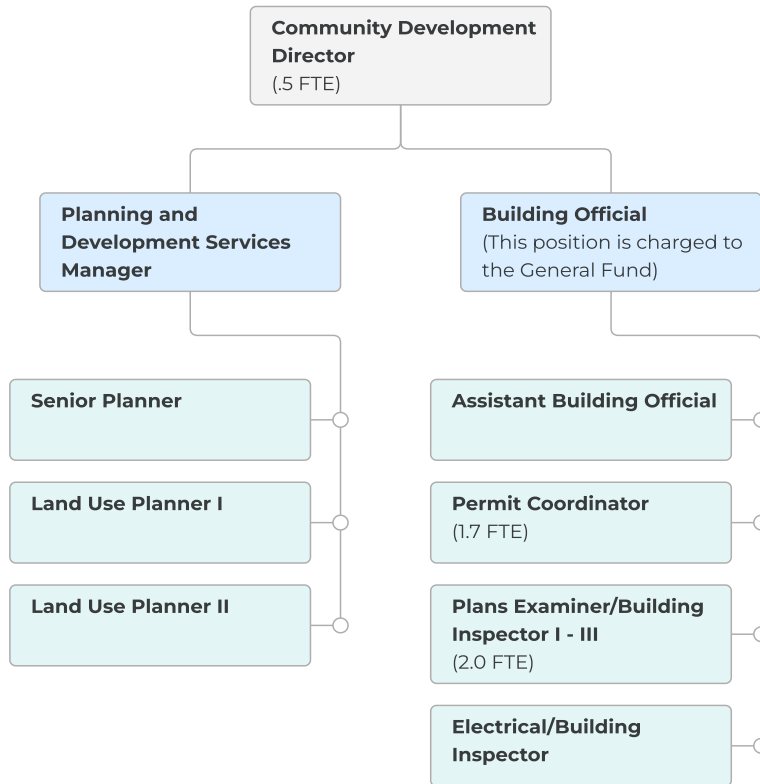 Community Development
Director
(.5 FTE)
Planning and
Development Services
Manager
Building Official
(This position is charged to
the General Fund)
Senior Planner
Land Use Planner I
Land Use Planner II
Assistant Building Official
Permit Coordinator
(1.7 FTE)
Plans Examiner/Building
Inspector I - III
(2.0 FTE)
Electrical/Building
Inspector